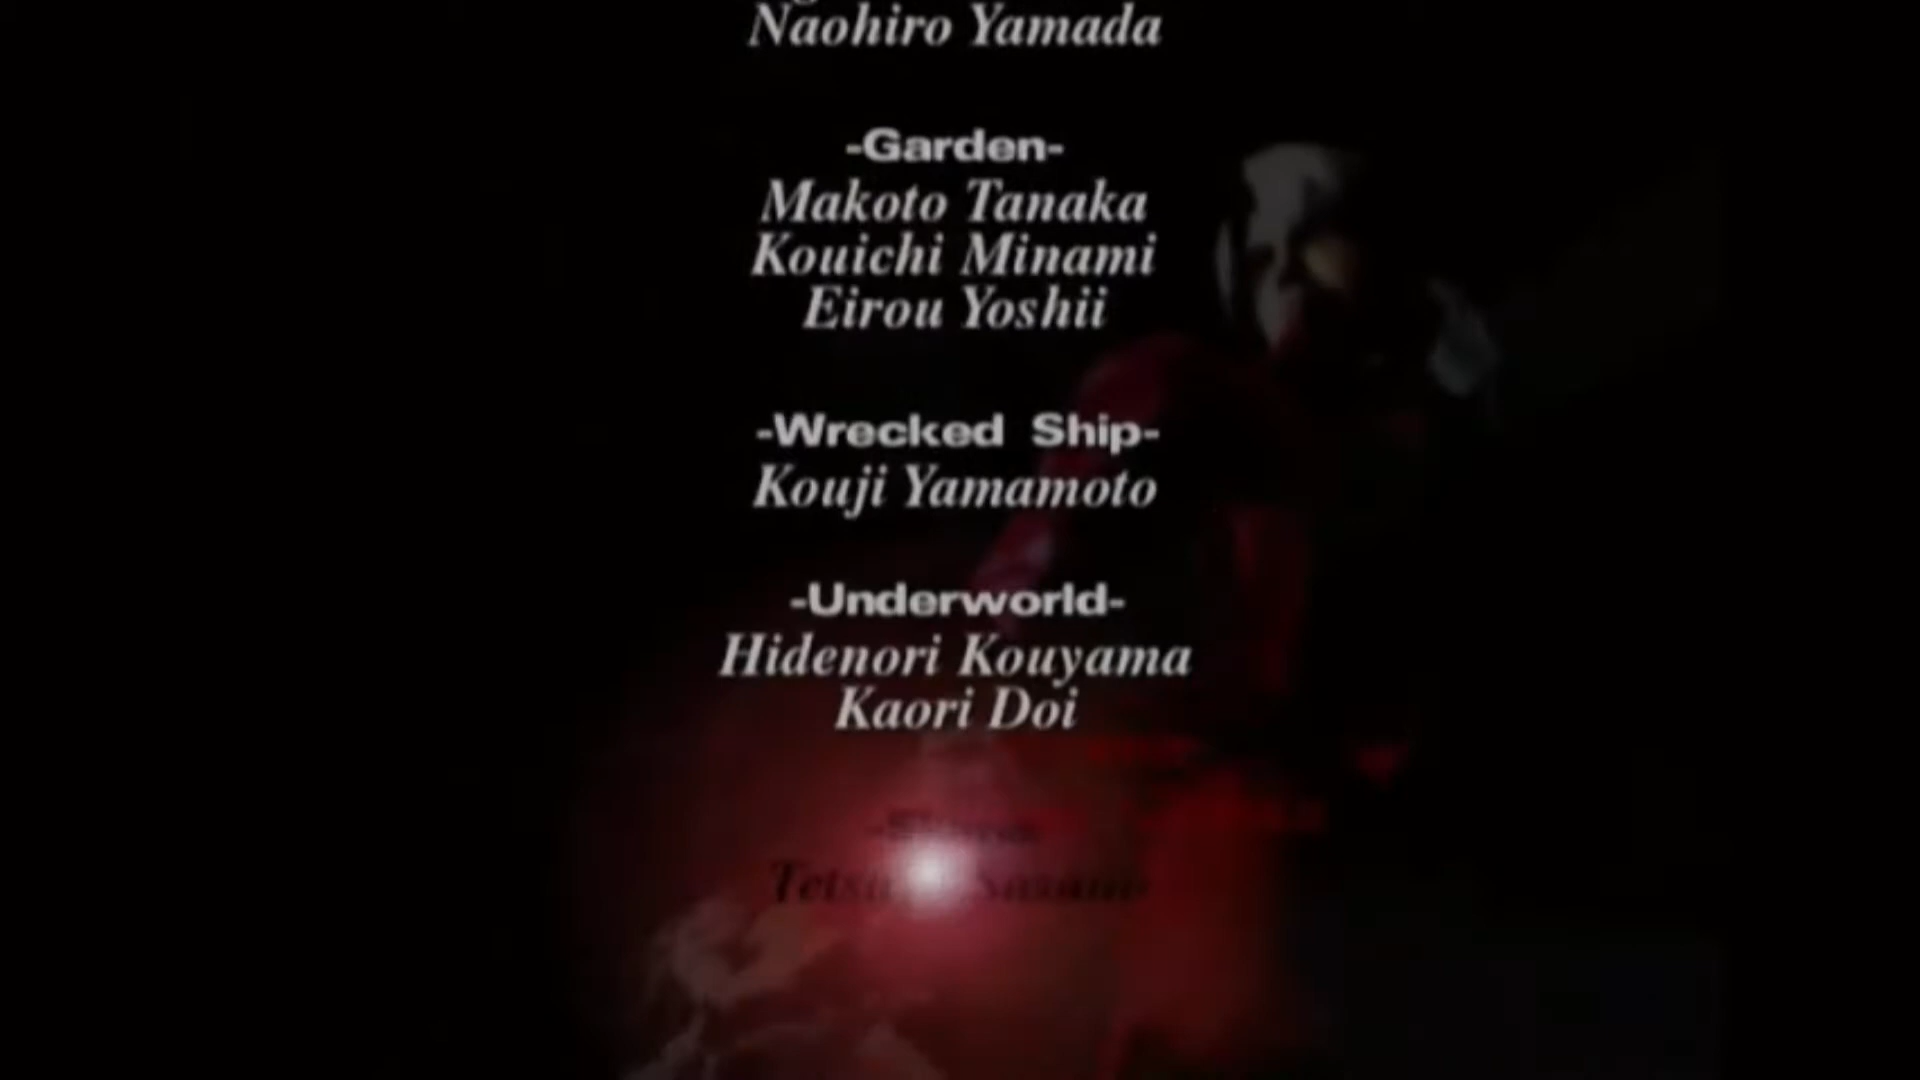 Naohiro Yamada
-Garden-
Makoto Tanaka
Kouichi Minami
Eirou Yoshii
-Wrecked Ship-
Kouji Yamamoto
-Underworld-
Hidenori Kouyama
Kaori Doi